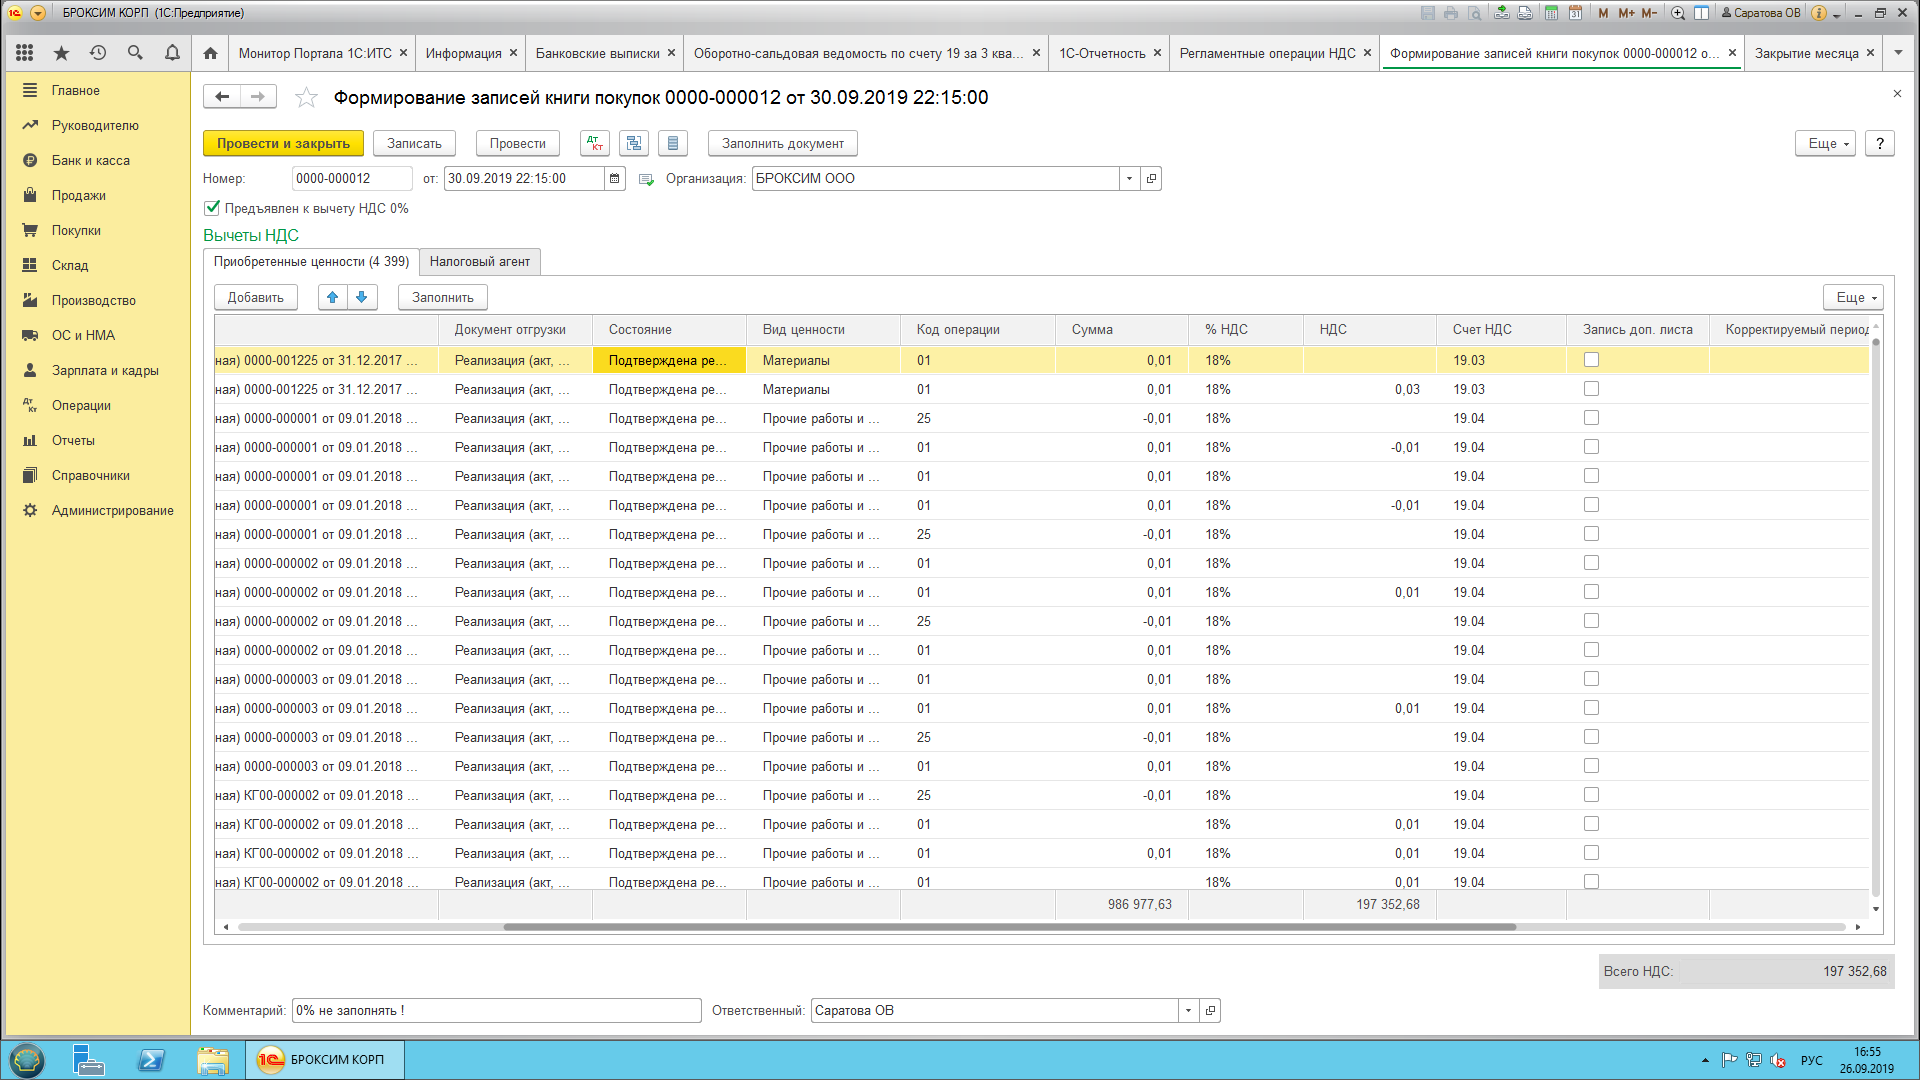 БРОКСИМ КОРП (1С:Предприятие)
M M+ M- Саратова ОВ
Монитор Портала 1С:ИТС × Информация × Банковские выписки × Оборотно-сальдовая ведомость по счету 19 за 3 ква... × 1С-Отчетность × Регламентные операции НДС × Формирование записей книги покупок 0000-000012 о... × Закрытие месяца ×
Главное
Руководителю
Банк и касса
Продажи
Покупки
Склад
Производство
ОС и НМА
Зарплата и кадры
Операции
Отчеты
Справочники
Администрирование
Формирование записей книги покупок 0000-000012 от 30.09.2019 22:15:00
Провести и закрыть Записать Провести Дт Кт Заполнить документ Еще ?
Номер: 0000-000012 от: 30.09.2019 22:15:00 Организация: БРОКСИМ ООО
Предъявлен к вычету НДС 0%
Вычеты НДС
Приобретенные ценности (4 399) Налоговый агент
Добавить Заполнить Еще
Документ отгрузки Состояние Вид ценности Код операции Сумма % НДС НДС Счет НДС Запись доп. листа Корректируемый период
ная) 0000-001225 от 31.12.2017 ... Реализация (акт, ... Подтверждена ре... Материалы 01 0,01 18% 19.03
ная) 0000-001225 от 31.12.2017 ... Реализация (акт, ... Подтверждена ре... Материалы 01 0,01 18% 0,03 19.03
ная) 0000-000001 от 09.01.2018 ... Реализация (акт, ... Подтверждена ре... Прочие работы и ... 25 -0,01 18% 19.04
ная) 0000-000001 от 09.01.2018 ... Реализация (акт, ... Подтверждена ре... Прочие работы и ... 01 0,01 18% -0,01 19.04
ная) 0000-000001 от 09.01.2018 ... Реализация (акт, ... Подтверждена ре... Прочие работы и ... 01 0,01 18% 19.04
ная) 0000-000001 от 09.01.2018 ... Реализация (акт, ... Подтверждена ре... Прочие работы и ... 01 0,01 18% -0,01 19.04
ная) 0000-000001 от 09.01.2018 ... Реализация (акт, ... Подтверждена ре... Прочие работы и ... 25 -0,01 18% 19.04
ная) 0000-000002 от 09.01.2018 ... Реализация (акт, ... Подтверждена ре... Прочие работы и ... 01 0,01 18% 19.04
ная) 0000-000002 от 09.01.2018 ... Реализация (акт, ... Подтверждена ре... Прочие работы и ... 01 0,01 18% 0,01 19.04
ная) 0000-000002 от 09.01.2018 ... Реализация (акт, ... Подтверждена ре... Прочие работы и ... 25 -0,01 18% 19.04
ная) 0000-000002 от 09.01.2018 ... Реализация (акт, ... Подтверждена ре... Прочие работы и ... 01 0,01 18% 19.04
ная) 0000-000003 от 09.01.2018 ... Реализация (акт, ... Подтверждена ре... Прочие работы и ... 01 0,01 18% 19.04
ная) 0000-000003 от 09.01.2018 ... Реализация (акт, ... Подтверждена ре... Прочие работы и ... 01 0,01 18% 0,01 19.04
ная) 0000-000003 от 09.01.2018 ... Реализация (акт, ... Подтверждена ре... Прочие работы и ... 25 -0,01 18% 19.04
ная) 0000-000003 от 09.01.2018 ... Реализация (акт, ... Подтверждена ре... Прочие работы и ... 01 0,01 18% 19.04
ная) КГ00-000002 от 09.01.2018 ... Реализация (акт, ... Подтверждена ре... Прочие работы и ... 25 -0,01 18% 19.04
ная) КГ00-000002 от 09.01.2018 ... Реализация (акт, ... Подтверждена ре... Прочие работы и ... 01 18% 0,01 19.04
ная) КГ00-000002 от 09.01.2018 ... Реализация (акт, ... Подтверждена ре... Прочие работы и ... 01 0,01 18% 0,01 19.04
ная) КГ00-000002 от 09.01.2018 ... Реализация (акт, ... Подтверждена ре... Прочие работы и ... 01 18% 0,01 19.04
986 977,63 197 352,68
Всего НДС: 197 352,68
Комментарий: 0% не заполнять ! Ответственный: Саратова ОВ
БРОКСИМ КОРП РУС 16:55
26.09.2019